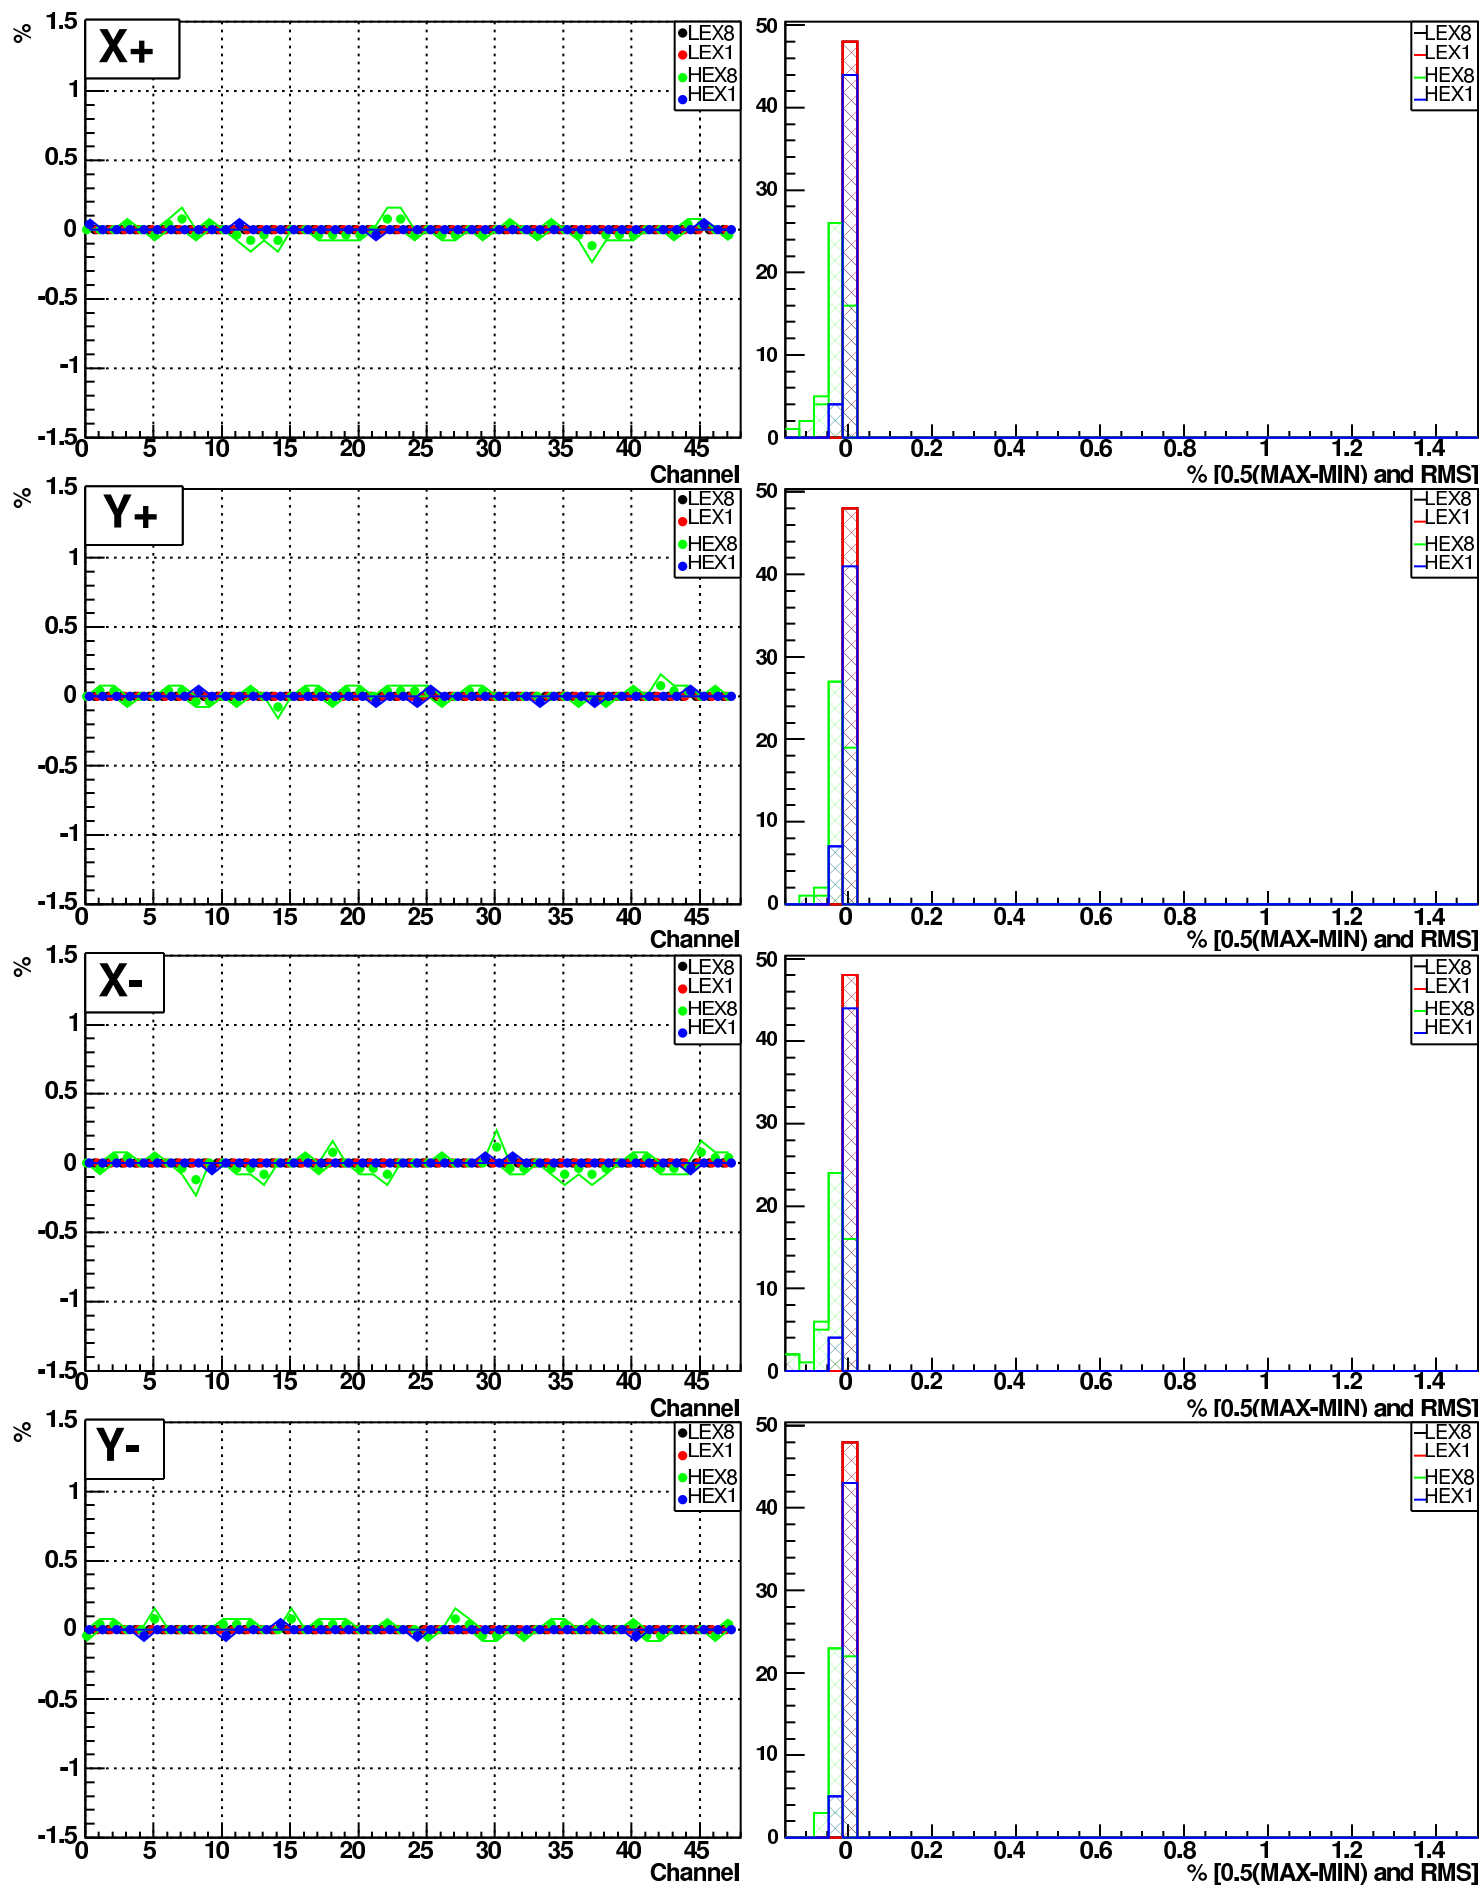 % 1.5 X+ LEX8 50 LEX8
LEX1 LEX1
HEX8 HEX8
1 HEX1 40 HEX1
0.5 30
0 20
-0.5
-1 10
-1.5 0
0 5 10 15 20 25 30 35 40 45 0 0.2 0.4 0.6 0.8 1 1.2 1.4
Channel % [0.5(MAX-MIN) and RMS]
% 1.5 Y+ LEX8 50 LEX8
LEX1 LEX1
HEX8 HEX8
1 HEX1 40 HEX1
0.5 30
0 20
-0.5
-1 10
-1.5 0
0 5 10 15 20 25 30 35 40 45 0 0.2 0.4 0.6 0.8 1 1.2 1.4
Channel % [0.5(MAX-MIN) and RMS]
% 1.5 X- LEX8 50 LEX8
LEX1 LEX1
HEX8 HEX8
1 HEX1 40 HEX1
0.5 30
0 20
-0.5
-1 10
-1.5 0
0 5 10 15 20 25 30 35 40 45 0 0.2 0.4 0.6 0.8 1 1.2 1.4
Channel % [0.5(MAX-MIN) and RMS]
% 1.5 Y- LEX8 50 LEX8
LEX1 LEX1
HEX8 HEX8
1 HEX1 40 HEX1
0.5 30
0 20
-0.5
-1 10
-1.5 0
0 5 10 15 20 25 30 35 40 45 0 0.2 0.4 0.6 0.8 1 1.2 1.4
Channel % [0.5(MAX-MIN) and RMS]